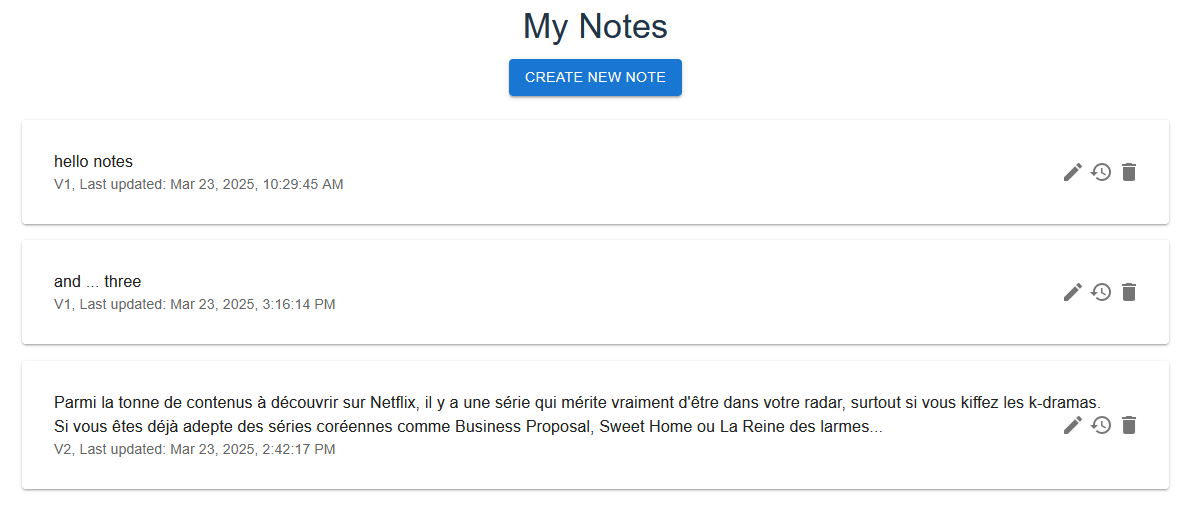 My Notes
CREATE NEW NOTE
hello notes
V1, Last updated: Mar 23, 2025, 10:29:45 AM
and ... three
V1, Last updated: Mar 23, 2025, 3:16:14 PM
Parmi la tonne de contenus à découvrir sur Netflix, il y a une série qui mérite vraiment d'être dans votre radar, surtout si vous kiffez les k-dramas.
Si vous êtes déjà adepte des séries coréennes comme Business Proposal, Sweet Home ou La Reine des larmes...
V2, Last updated: Mar 23, 2025, 2:42:17 PM